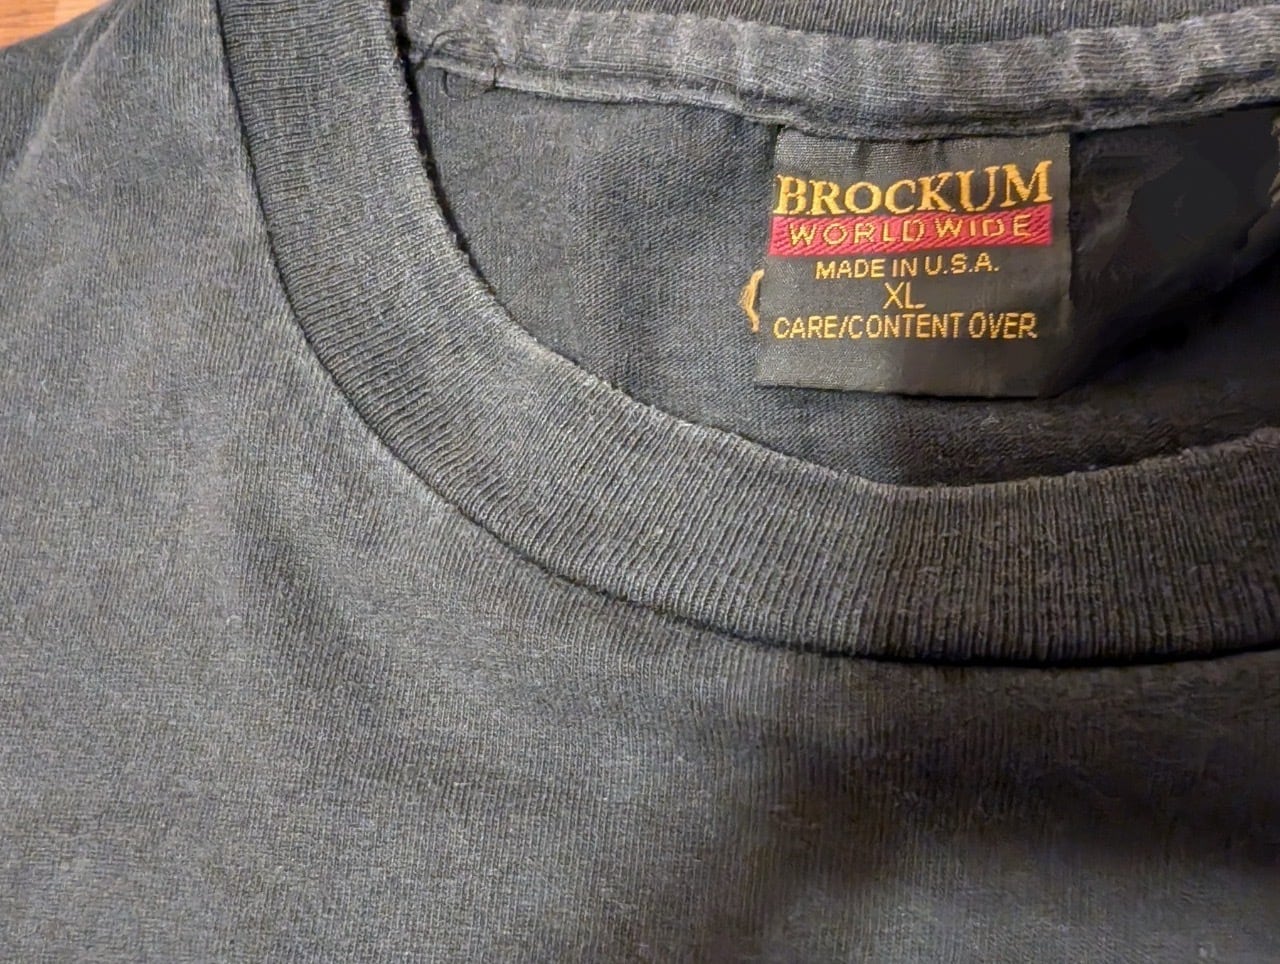 BROCKUM
WORLDWIDE
MADE IN U.S.A.
XL
CARE/CONTENT OVER